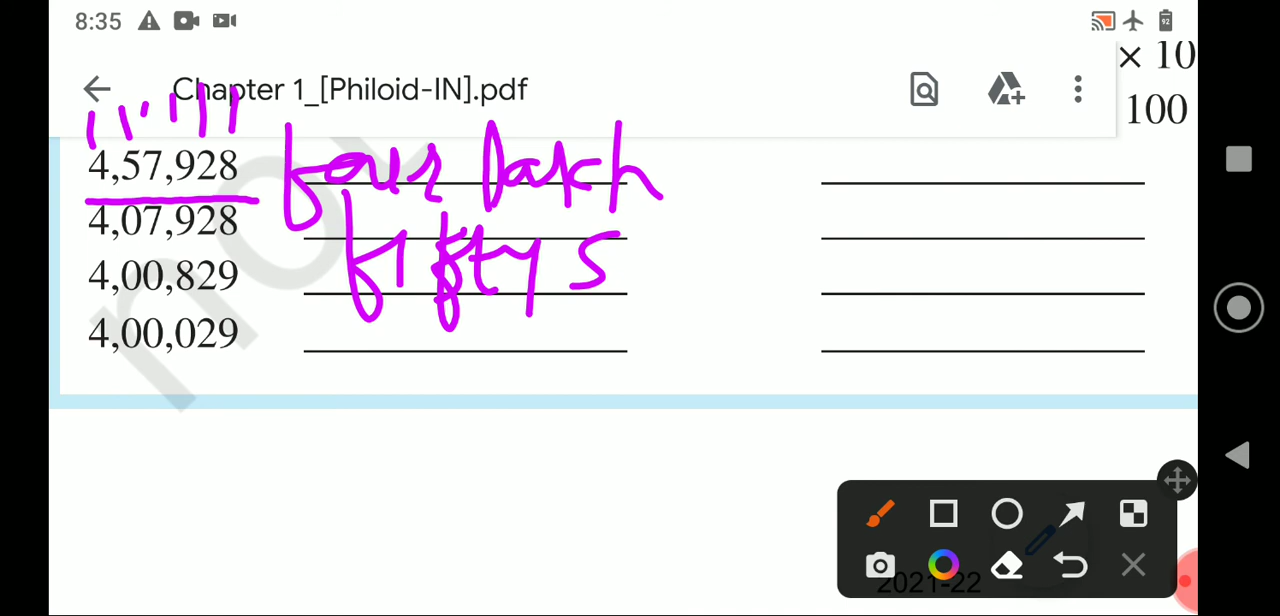 8:35
92
Chapter 1_[Philoid-IN].pdf
× 10
100
4,57,928 four lakh
fifty s
4,07,928
4,00,829
4,00,029
2021-22